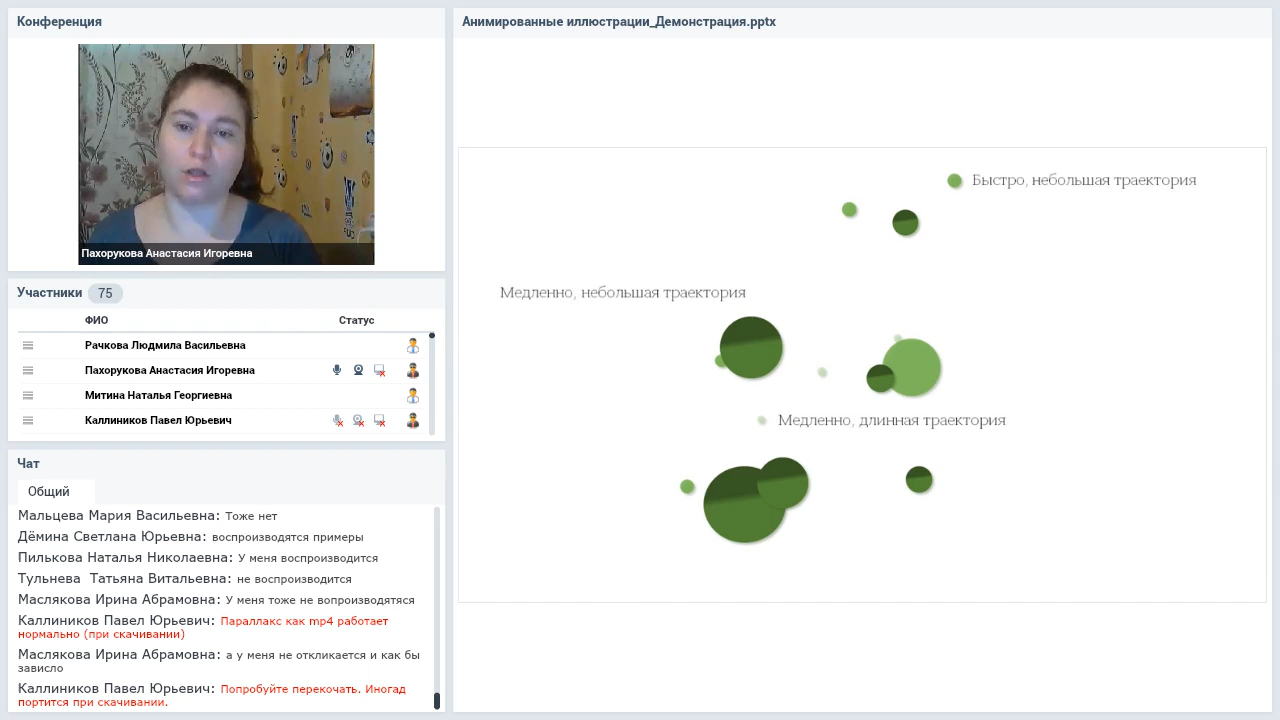 Конференция
Пахорукова Анастасия Игоревна
Участники 75
ФИО Статус
Рачкова Людмила Васильевна
Пахорукова Анастасия Игоревна
Митина Наталья Георгиевна
Каллиников Павел Юрьевич
Чат
Общий
Мальцева Мария Васильевна: Тоже нет
Дёмина Светлана Юрьевна: воспроизводятся примеры
Пилькова Наталья Николаевна: У меня воспроизводится
Тульнева Татьяна Витальевна: не воспроизводится
Маслякова Ирина Абрамовна: У меня тоже не вопроизводятяся
Каллиников Павел Юрьевич: Параллакс как mp4 работает
нормально (при скачивании)
Маслякова Ирина Абрамовна: а у меня не откликается и как бы
зависло
Каллиников Павел Юрьевич: Попробуйте перекочать. Иногад
портится при скачивании.
Анимированные иллюстрации_Демонстрация.pptx
Быстро, небольшая траектория
Медленно, небольшая траектория
Медленно, длинная траектория